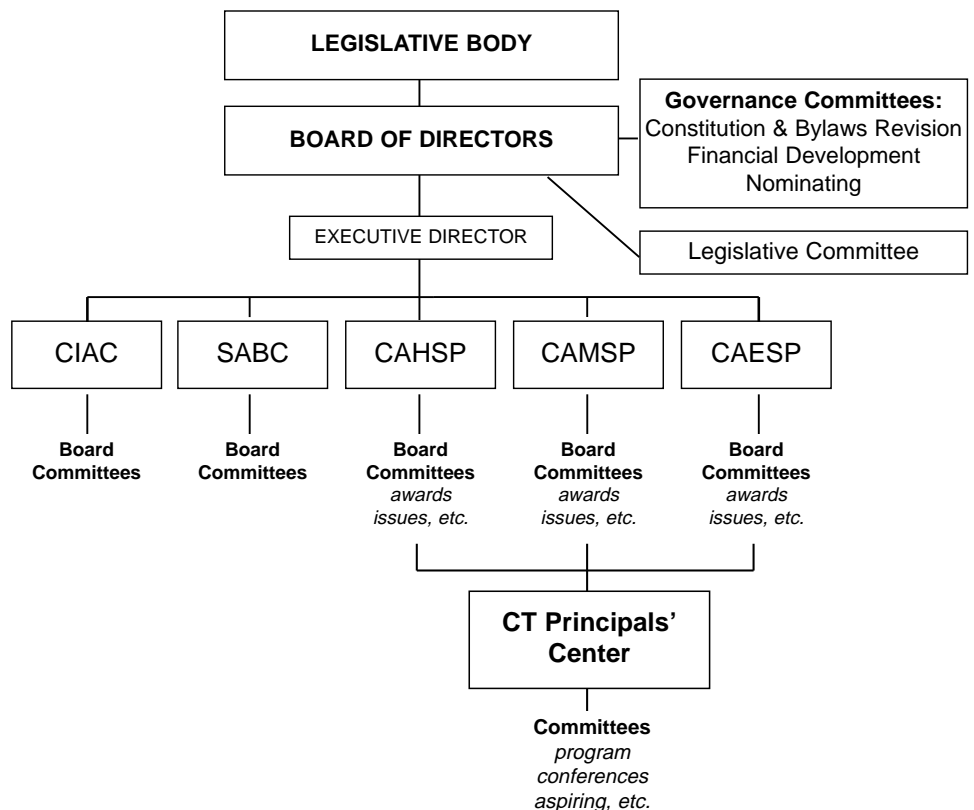 LEGISLATIVE BODY
BOARD OF DIRECTORS
Governance Committees:
Constitution & Bylaws Revision
Financial Development
Nominating
EXECUTIVE DIRECTOR
Legislative Committee
CIAC
SABC
CAHSP
CAMSP
CAESP
Board
Committees
Board
Committees
Board
Committees
awards
issues, etc.
Board
Committees
awards
issues, etc.
Board
Committees
awards
issues, etc.
CT Principals’
Center
Committees
program
conferences
aspiring, etc.